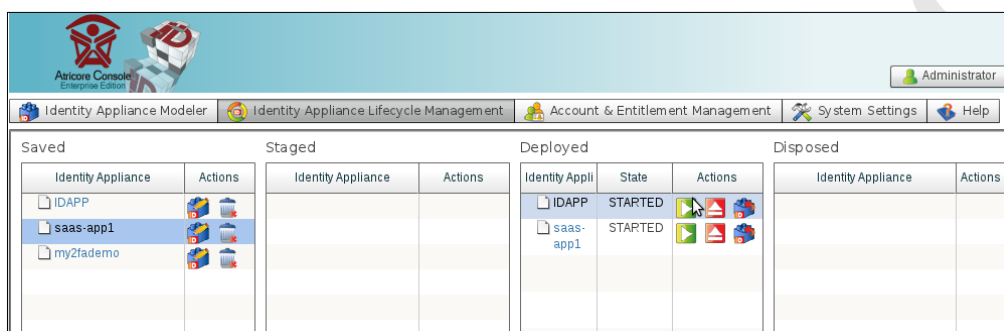 Atricore Console
Enterprise Edition
Administrator
Identity Appliance Modeler
Identity Appliance Lifecycle Management
Account & Entitlement Management
System Settings
Help
Saved
Identity Appliance Actions
IDAPP
saas-app1
my2fademo
Staged
Identity Appliance Actions
Deployed
Identity Appli State Actions
IDAPP STARTED
saas- STARTED
app1
Disposed
Identity Appliance Actions